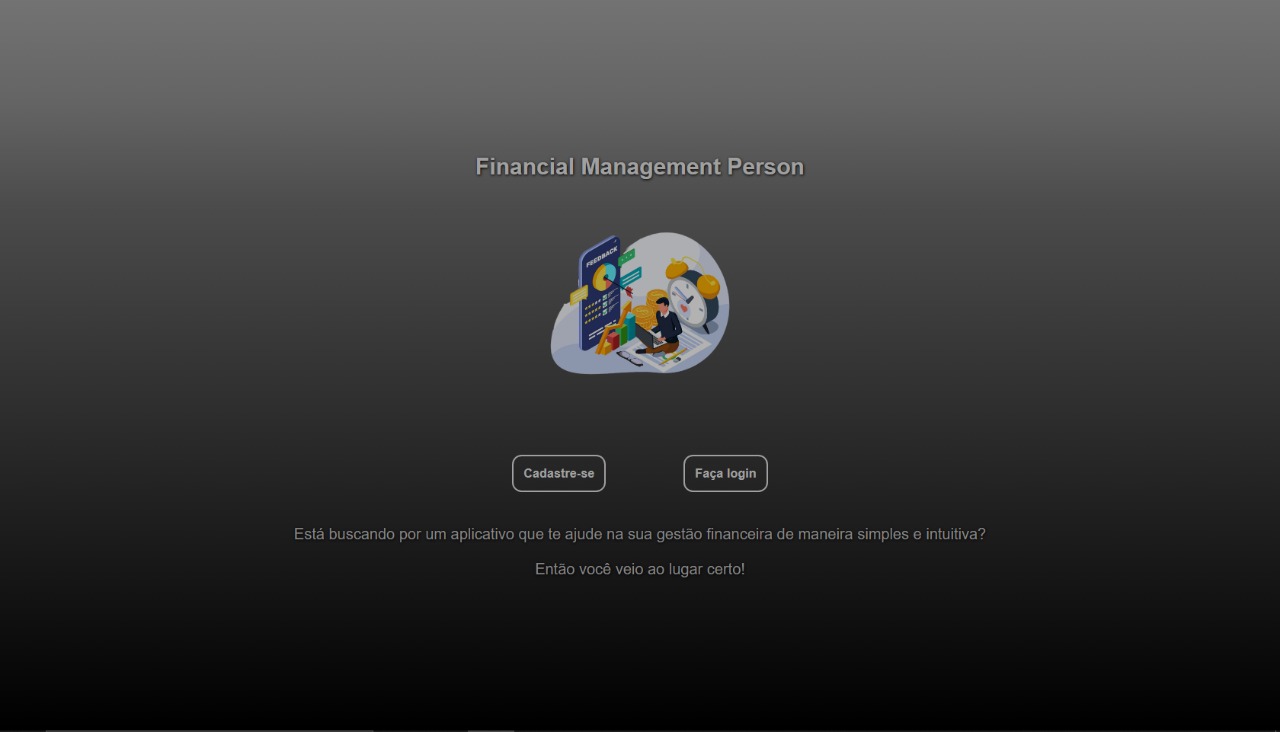 Financial Management Person
FEEDBACK
Cadastre-se
Faça login
Está buscando por um aplicativo que te ajude na sua gestão financeira de maneira simples e intuitiva?
Então você veio ao lugar certo!